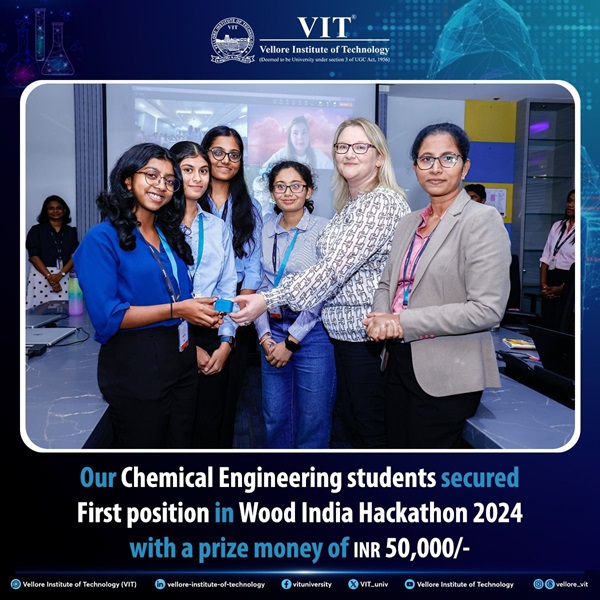 VIT®
Vellore Institute of Technology
(Deemed to be University under section 3 of UGC Act, 1956)
Our Chemical Engineering students secured
First position in Wood India Hackathon 2024
with a prize money of INR 50,000/-
Vellore Institute of Technology (VIT)
vellore-institute-of-technology
vituniversity
VIT_univ
Vellore Institute of Technology
vellore_vit